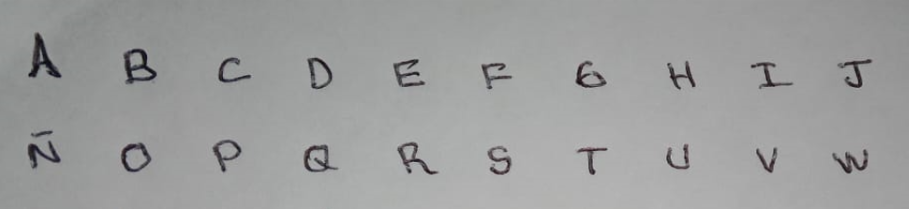 A B C D E F G H I J
Ñ O P Q R S T U V W